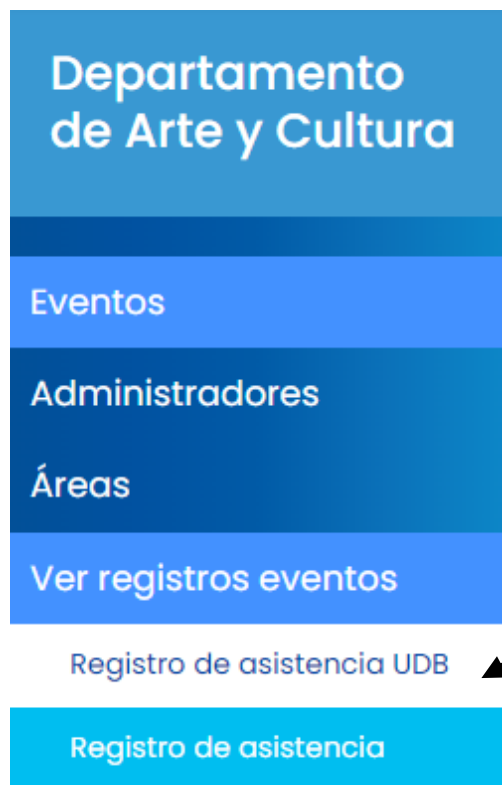 Departamento
de Arte y Cultura
Eventos
Administradores
Áreas
Ver registros eventos
Registro de asistencia UDB
Registro de asistencia